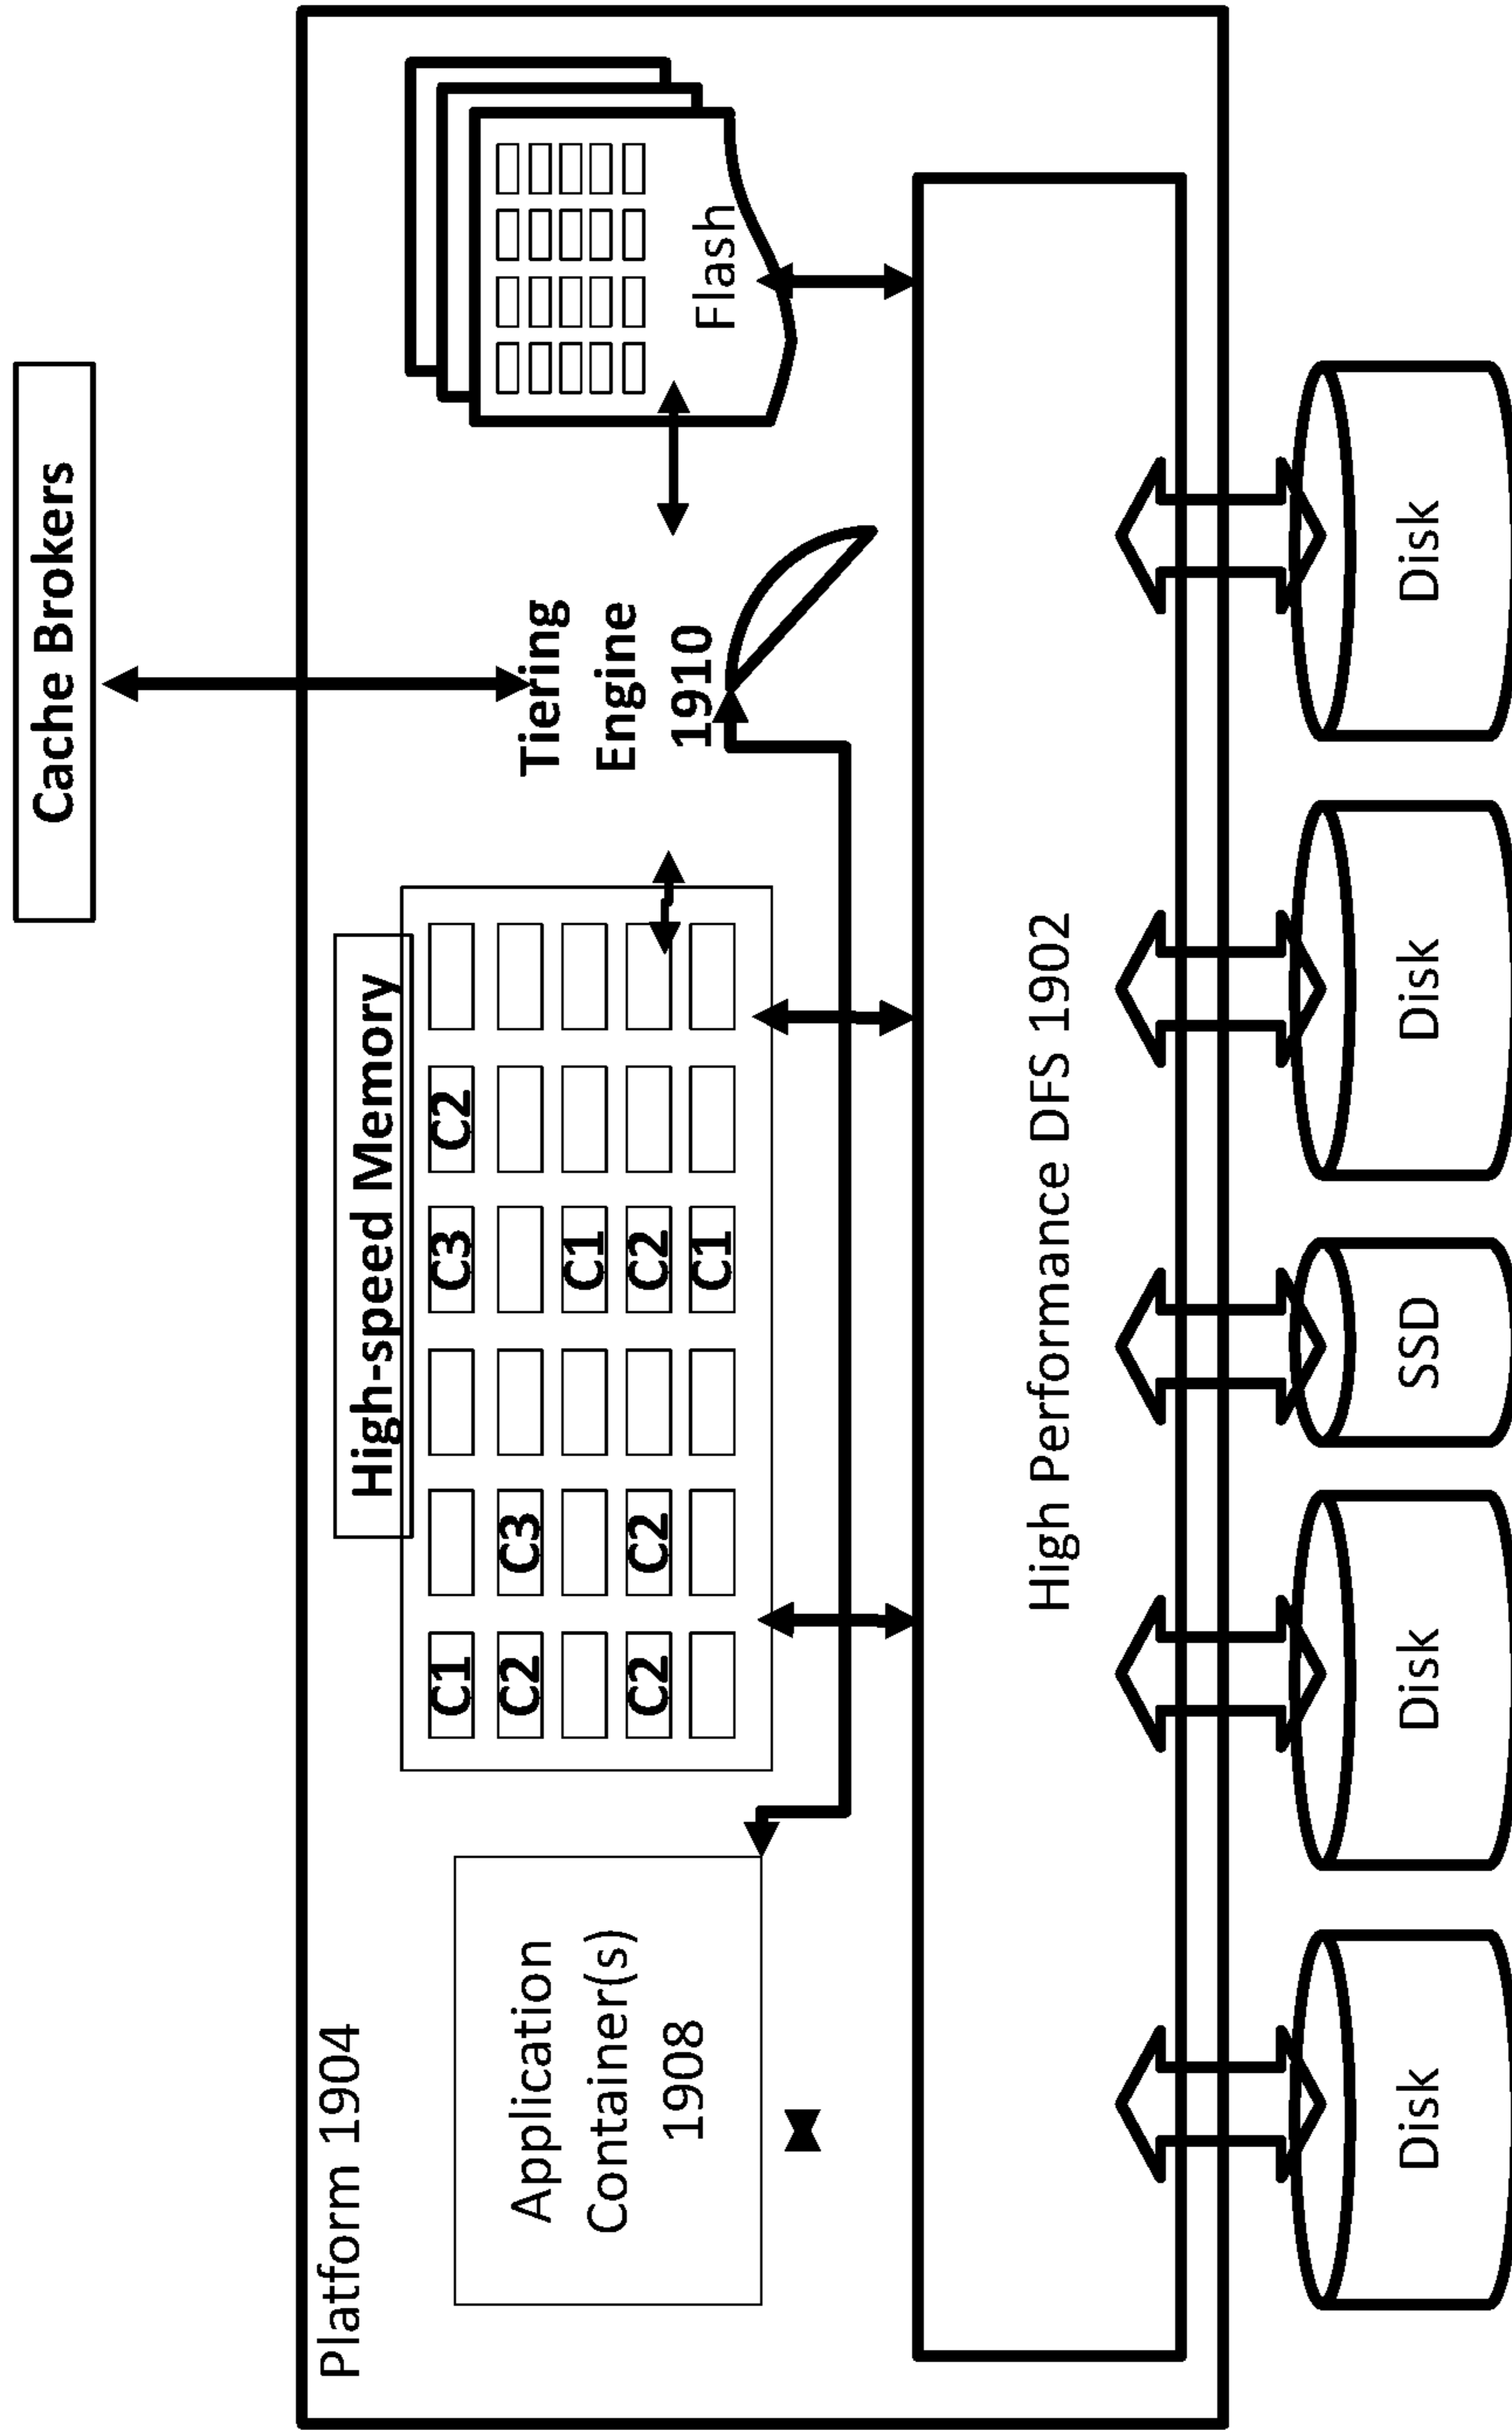 Cache Brokers
Platform 1904
High-speed Memory
Application
Container(s)
1908
C1 C3 C2
C2 C3
C1
C2 C2 C2
C1
Tiering
Engine
1910
Flash
High Performance DFS 1902
Disk
Disk
SSD
Disk
Disk